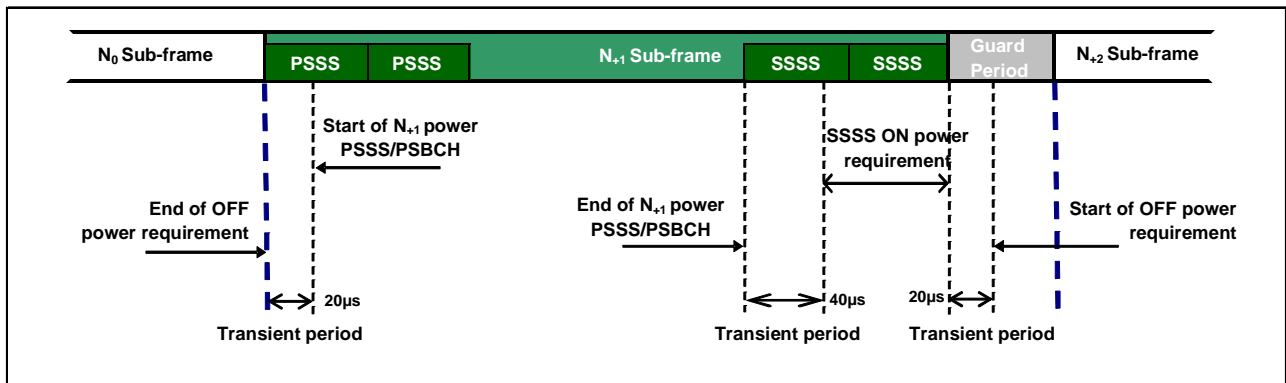 N₀ Sub-frame
PSSS
PSSS
N₊₁ Sub-frame
SSSS
SSSS
Guard
Period
N₊₂ Sub-frame
Start of N₊₁ power
PSSS/PSBCH
SSSS ON power
requirement
End of OFF
power requirement
End of N₊₁ power
PSSS/PSBCH
Start of OFF power
requirement
20µs
40µs
20µs
Transient period
Transient period
Transient period